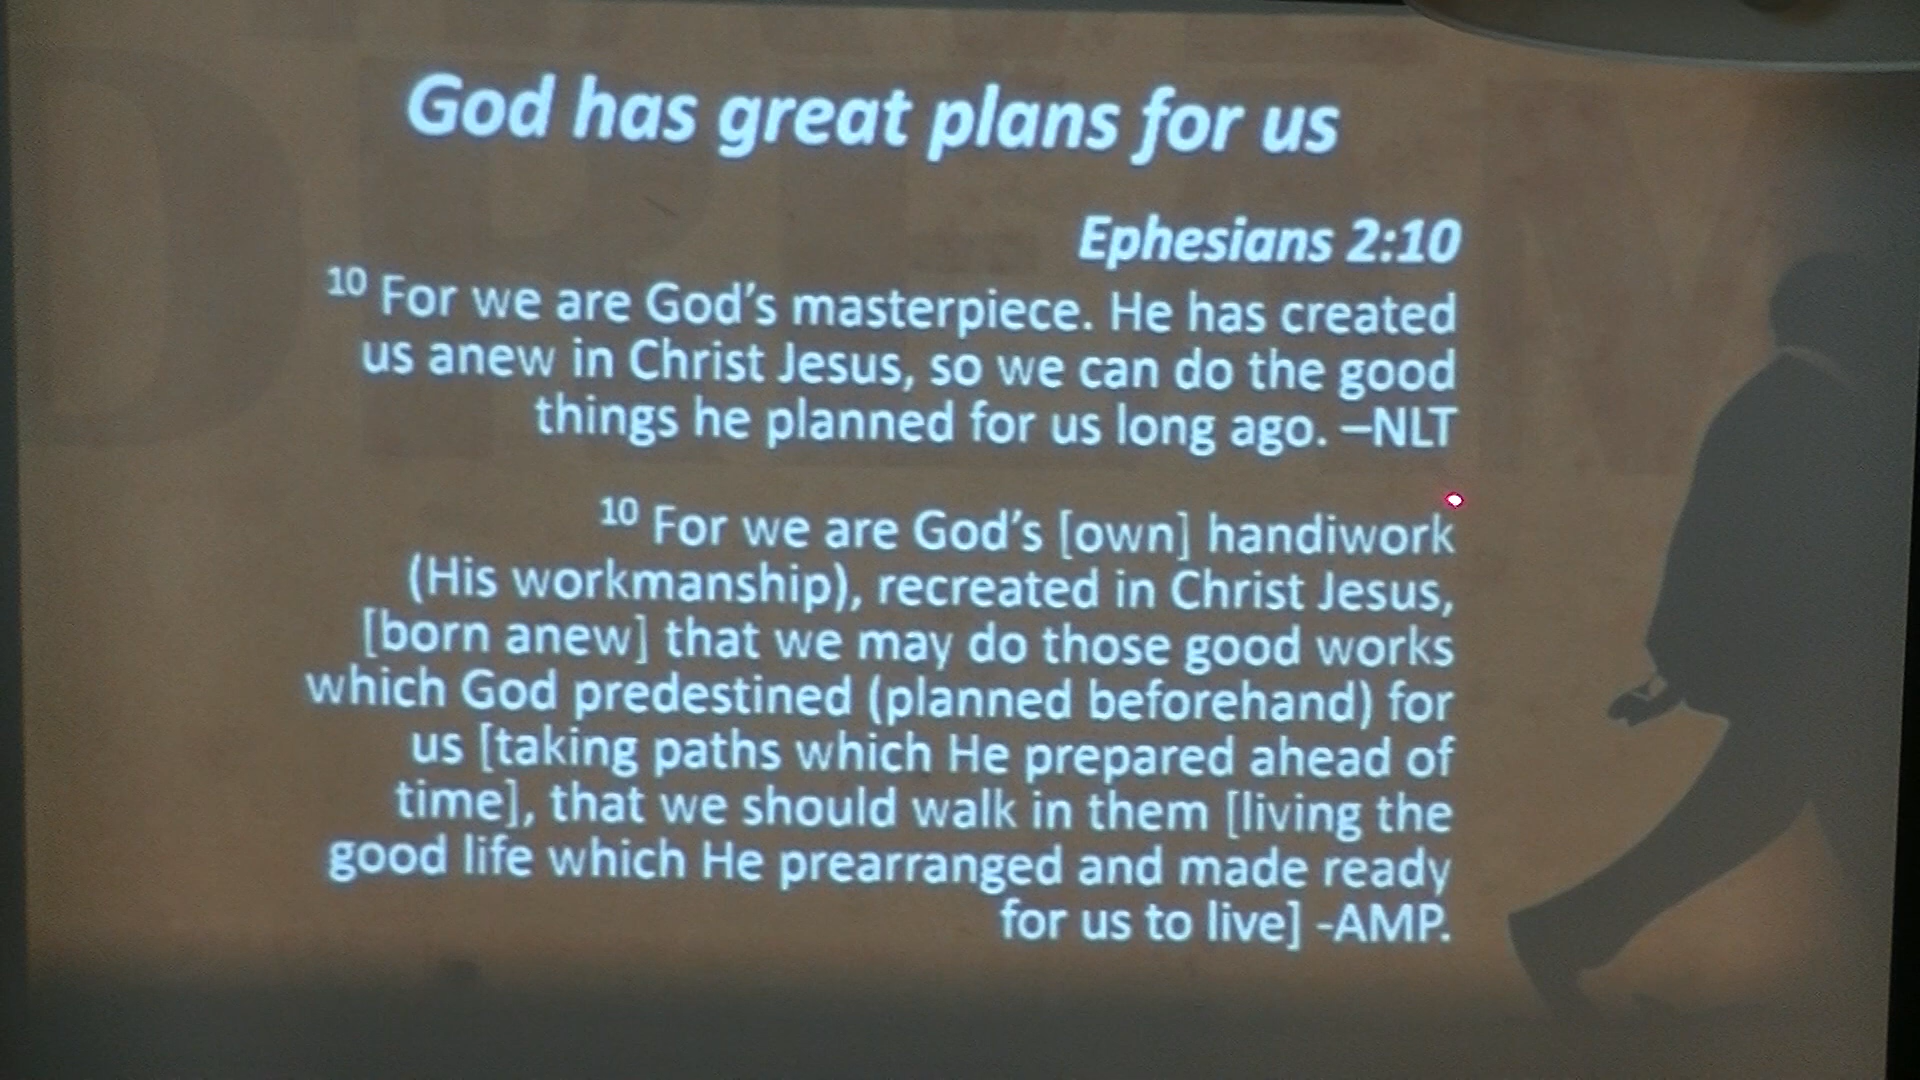 God has great plans for us
Ephesians 2:10
10 For we are God's masterpiece. He has created
us anew in Christ Jesus, so we can do the good
things he planned for us long ago. –NLT
10 For we are God's [own] handiwork
(His workmanship), recreated in Christ Jesus,
[born anew] that we may do those good works
which God predestined (planned beforehand) for
us [taking paths which He prepared ahead of
time], that we should walk in them [living the
good life which He prearranged and made ready
for us to live] -AMP.